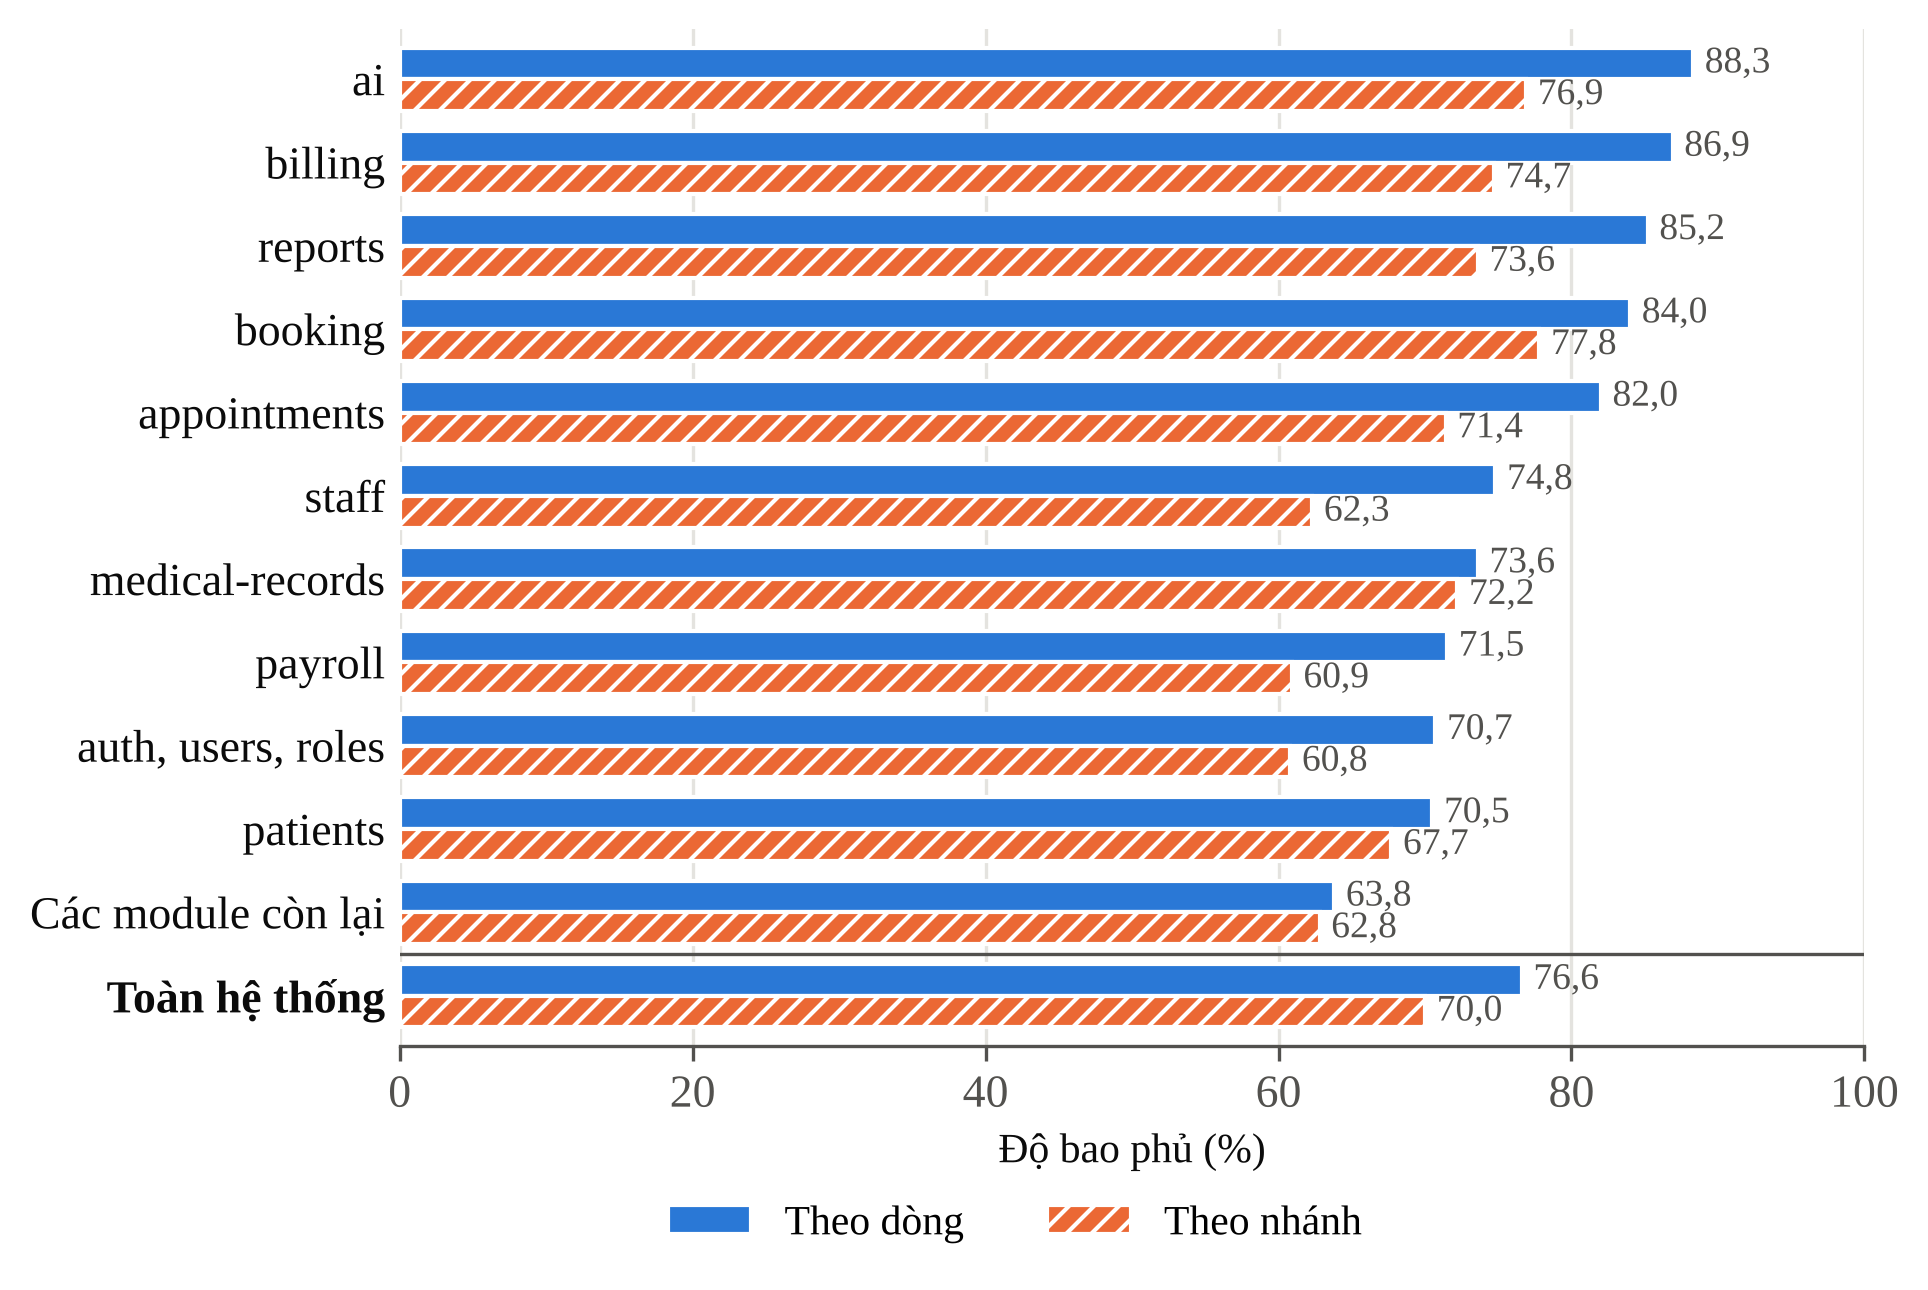 ai 88,3
76,9
billing 86,9
74,7
reports 85,2
73,6
booking 84,0
77,8
appointments 82,0
71,4
staff 74,8
62,3
medical-records 73,6
72,2
payroll 71,5
60,9
auth, users, roles 70,7
60,8
patients 70,5
67,7
Các module còn lại 63,8
62,8
Toàn hệ thống 76,6
70,0
0 20 40 60 80 100
Độ bao phủ (%)
Theo dòng Theo nhánh